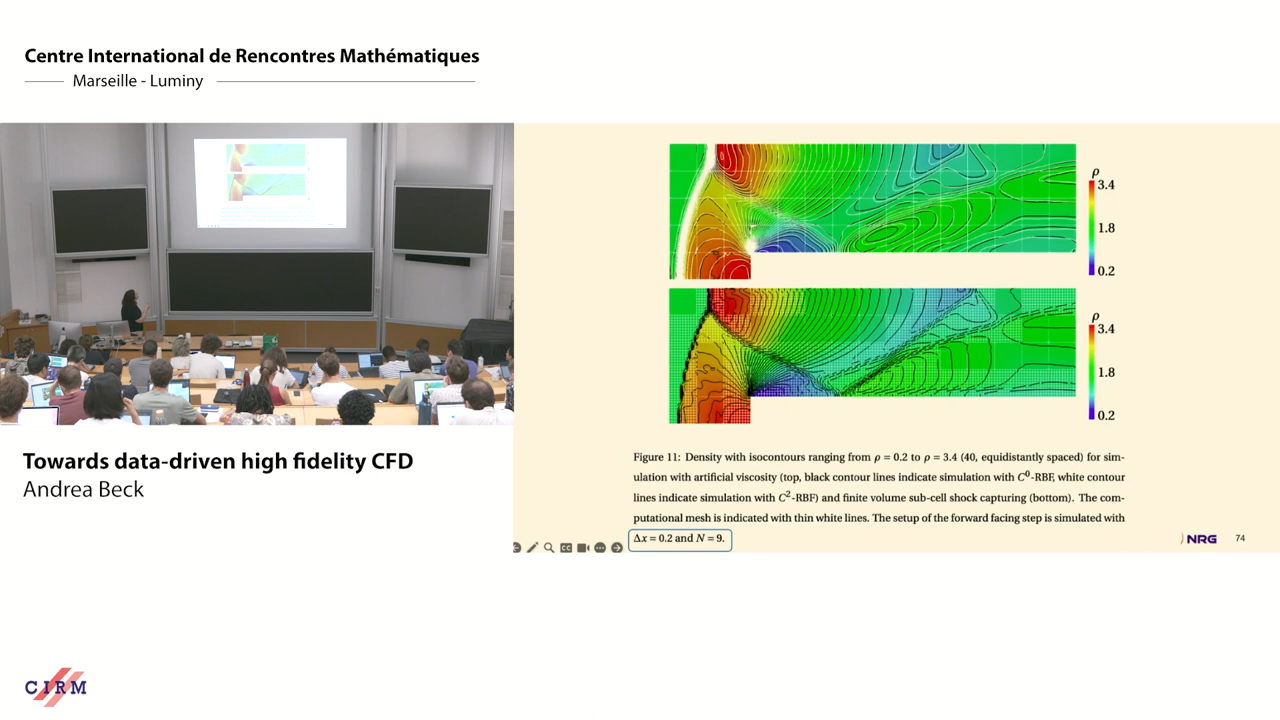 Centre International de Rencontres Mathématiques
Marseille - Luminy
ρ
3.4
1.8
0.2
ρ
3.4
1.8
0.2
Figure 11: Density with isocontours ranging from ρ = 0.2 to ρ = 3.4 (40, equidistantly spaced) for sim-
ulation with artificial viscosity (top, black contour lines indicate simulation with C⁰-RBF, white contour
lines indicate simulation with C²-RBF) and finite volume sub-cell shock capturing (bottom). The com-
putational mesh is indicated with thin white lines. The setup of the forward facing step is simulated with
Δx = 0.2 and N = 9.
CC
NRG 74
Towards data-driven high fidelity CFD
Andrea Beck
CIRM